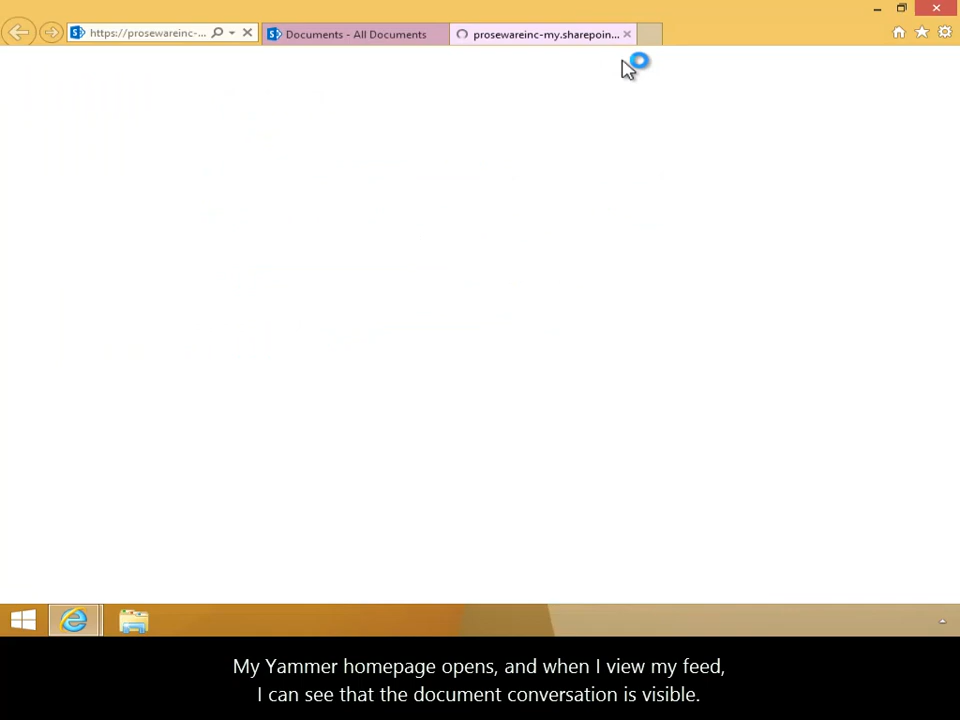 https://prosewareinc-...
Documents - All Documents
prosewareinc-my.sharepoin...
My Yammer homepage opens, and when I view my feed,
I can see that the document conversation is visible.